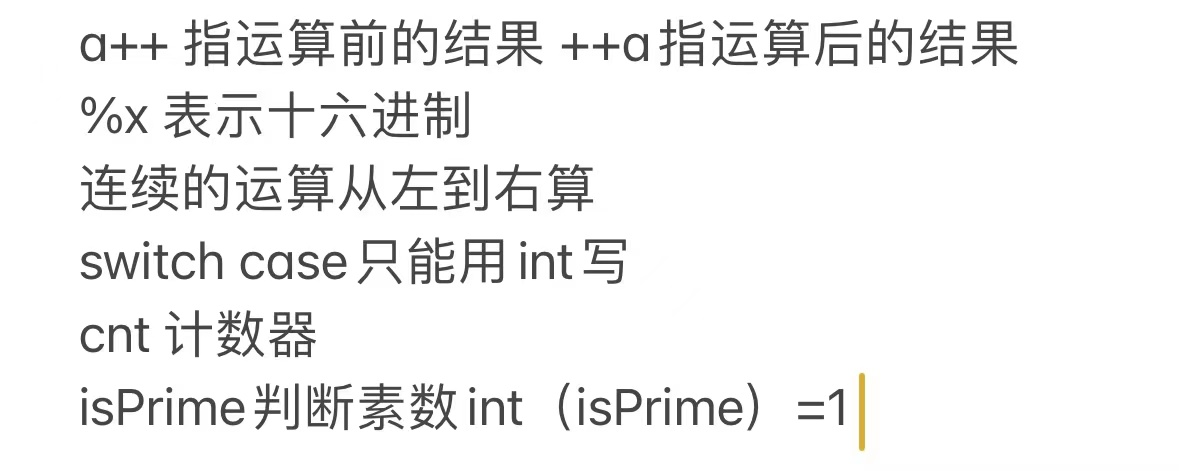 a++ 指运算前的结果 ++a指运算后的结果
%x 表示十六进制
连续的运算从左到右算
switch case只能用int写
cnt 计数器
isPrime判断素数int（isPrime）=1